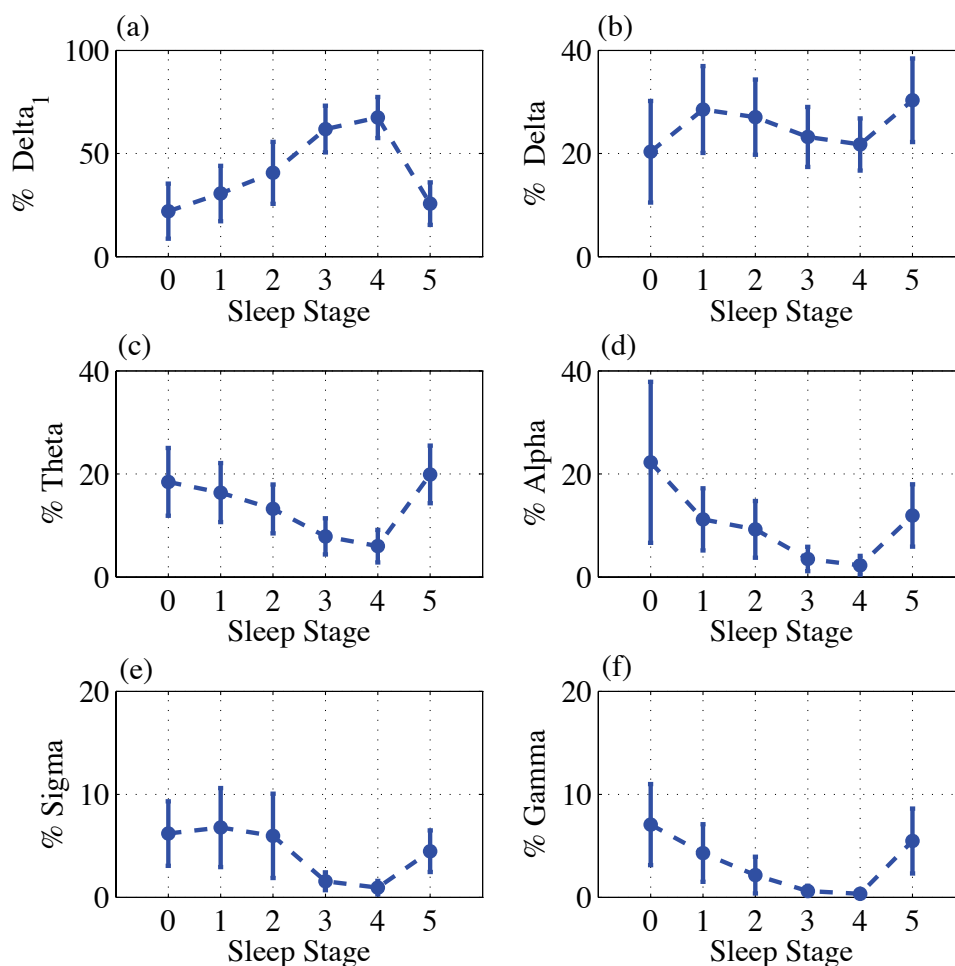 (a)
100
50
0
% Delta1
0 1 2 3 4 5
Sleep Stage
(b)
40
20
0
% Delta
0 1 2 3 4 5
Sleep Stage
(c)
40
20
0
% Theta
0 1 2 3 4 5
Sleep Stage
(d)
40
20
0
% Alpha
0 1 2 3 4 5
Sleep Stage
(e)
20
10
0
% Sigma
0 1 2 3 4 5
Sleep Stage
(f)
20
10
0
% Gamma
0 1 2 3 4 5
Sleep Stage